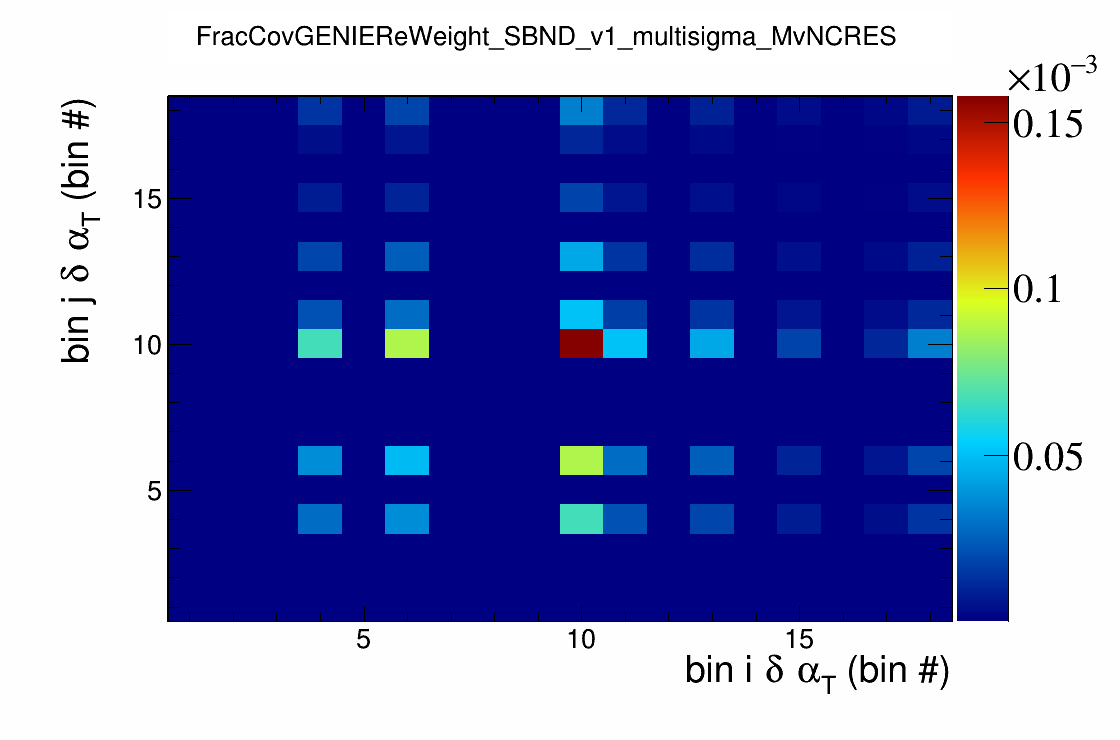 FracCovGENIEReWeight_SBND_v1_multisigma_MvNCRES
×10⁻³
bin j δ α_T (bin #)
15
10
5
0.15
0.1
0.05
5 10 15
bin i δ α_T (bin #)